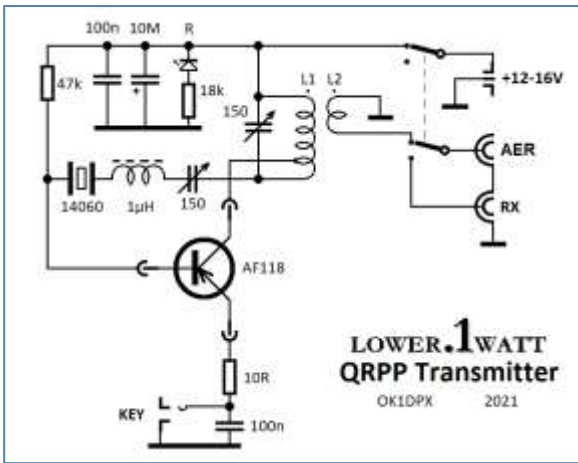 100n 10M R
47k
18k
L1 L2
+12-16V
150
AER
14060 1µH 150
RX
AF118
LOWER.1WATT
QRPP Transmitter
OK1DPX 2021
10R
KEY
100n